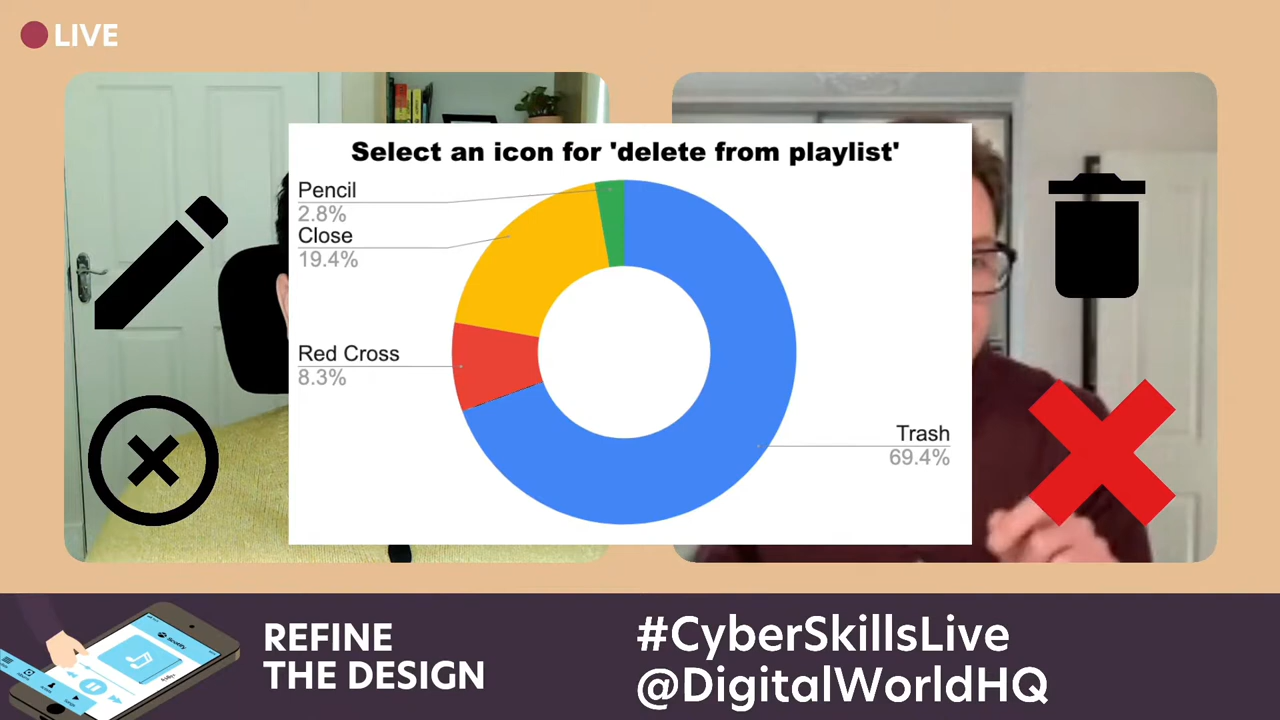 LIVE
Select an icon for 'delete from playlist'
Pencil
2.8%
Close
19.4%
Red Cross
8.3%
Trash
69.4%
REFINE
THE DESIGN
#CyberSkillsLive
@DigitalWorldHQ